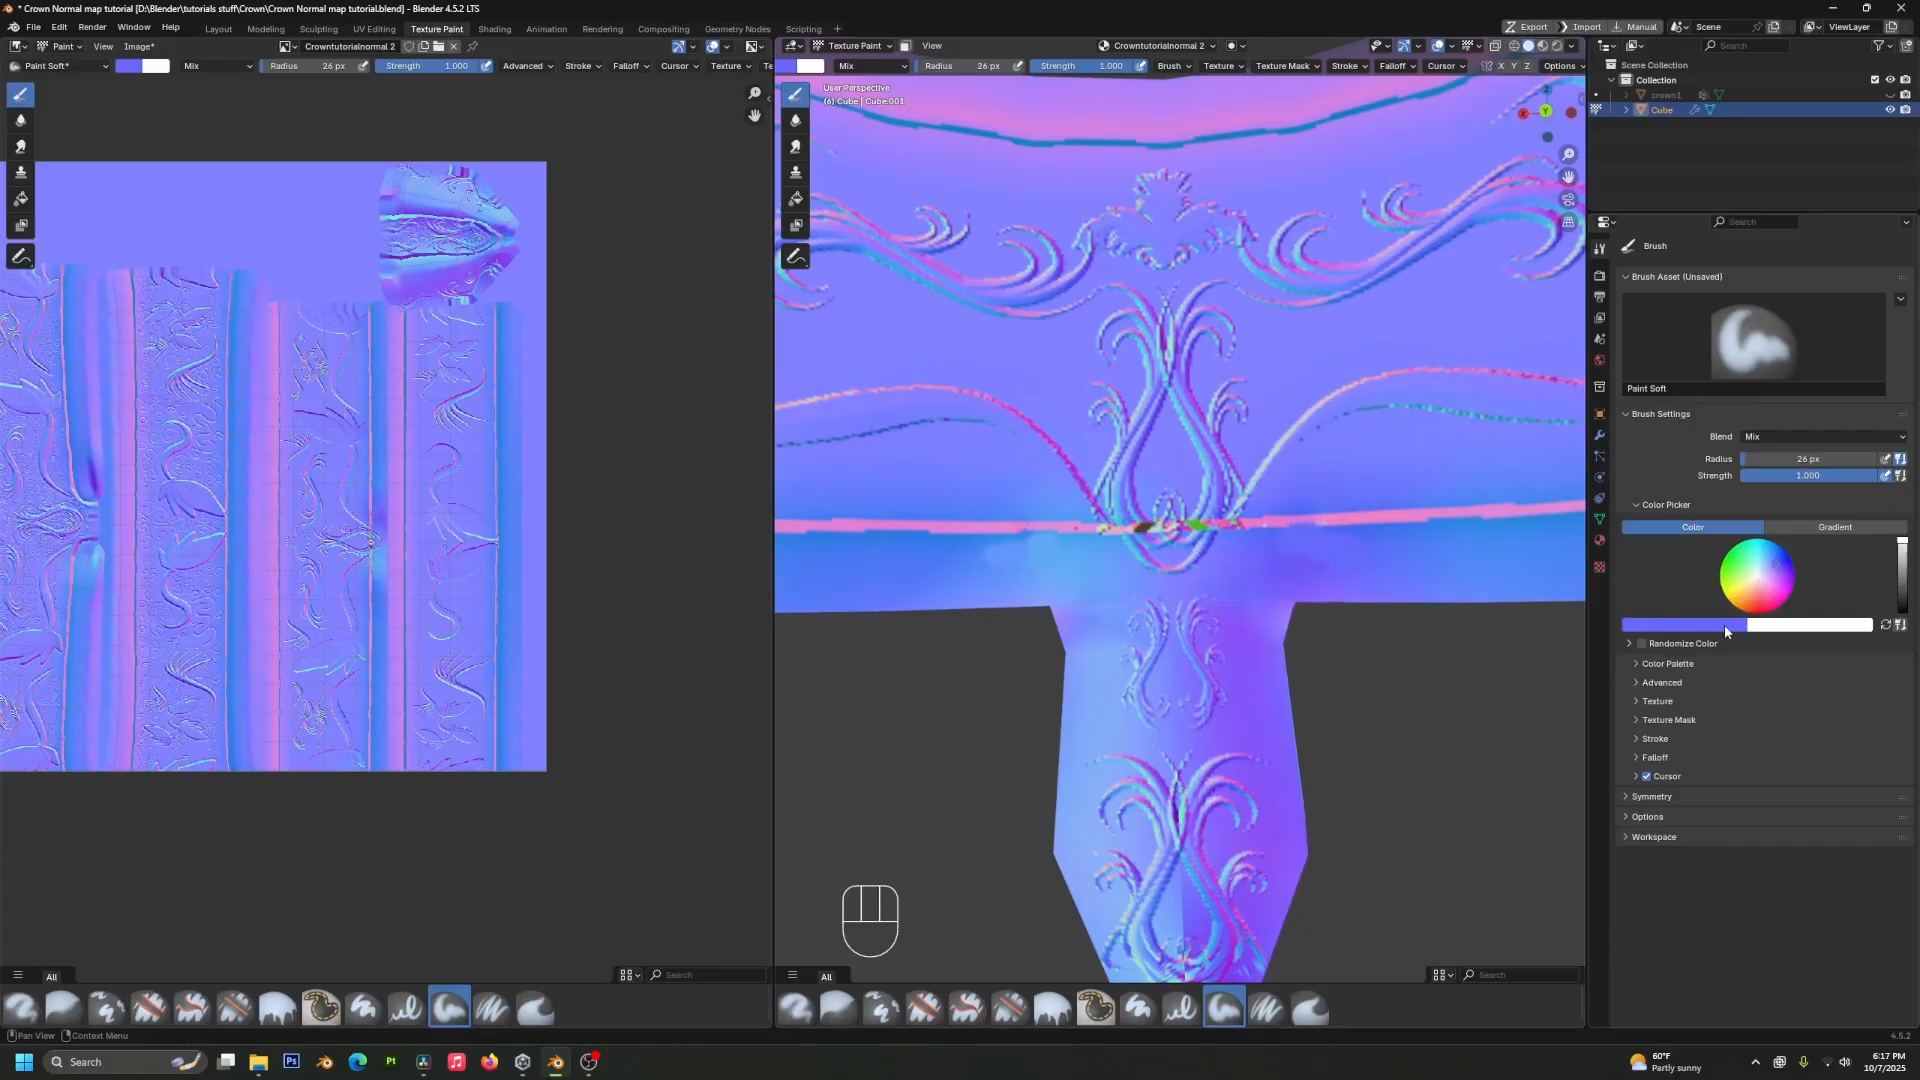 * Crown Normal map tutorial [D:\Blender\tutorials stuff\Crown\Crown Normal map tutorial.blend] - Blender 4.5.2 LTS
File Edit Render Window Help Layout Modeling Sculpting UV Editing Texture Paint Shading Animation Rendering Compositing Geometry Nodes Scripting + Export Import Manual Scene ViewLayer
Paint View Image* Crowntutorialnormal 2 Texture Paint View Crowntutorialnormal 2 Search
Paint Soft* Mix Radius 26 px Strength 1.000 Advanced Stroke Falloff Cursor Texture Te
Mix Radius 26 px Strength 1.000 Brush Texture Texture Mask Stroke Falloff Cursor X Y Z Options
Scene Collection
Collection
crown1
Cube
User Perspective
(6) Cube | Cube.001
Z
Y
X
Search
Brush
Brush Asset (Unsaved)
Paint Soft
Brush Settings
Blend Mix
Radius 26 px
Strength 1.000
Color Picker
Color Gradient
Randomize Color
Color Palette
Advanced
Texture
Texture Mask
Stroke
Falloff
Cursor
Symmetry
Options
Workspace
All Search All Search
Pan View Context Menu 4.5.2
Search Ps Pt 60°F
Partly sunny 6:17 PM
10/7/2025